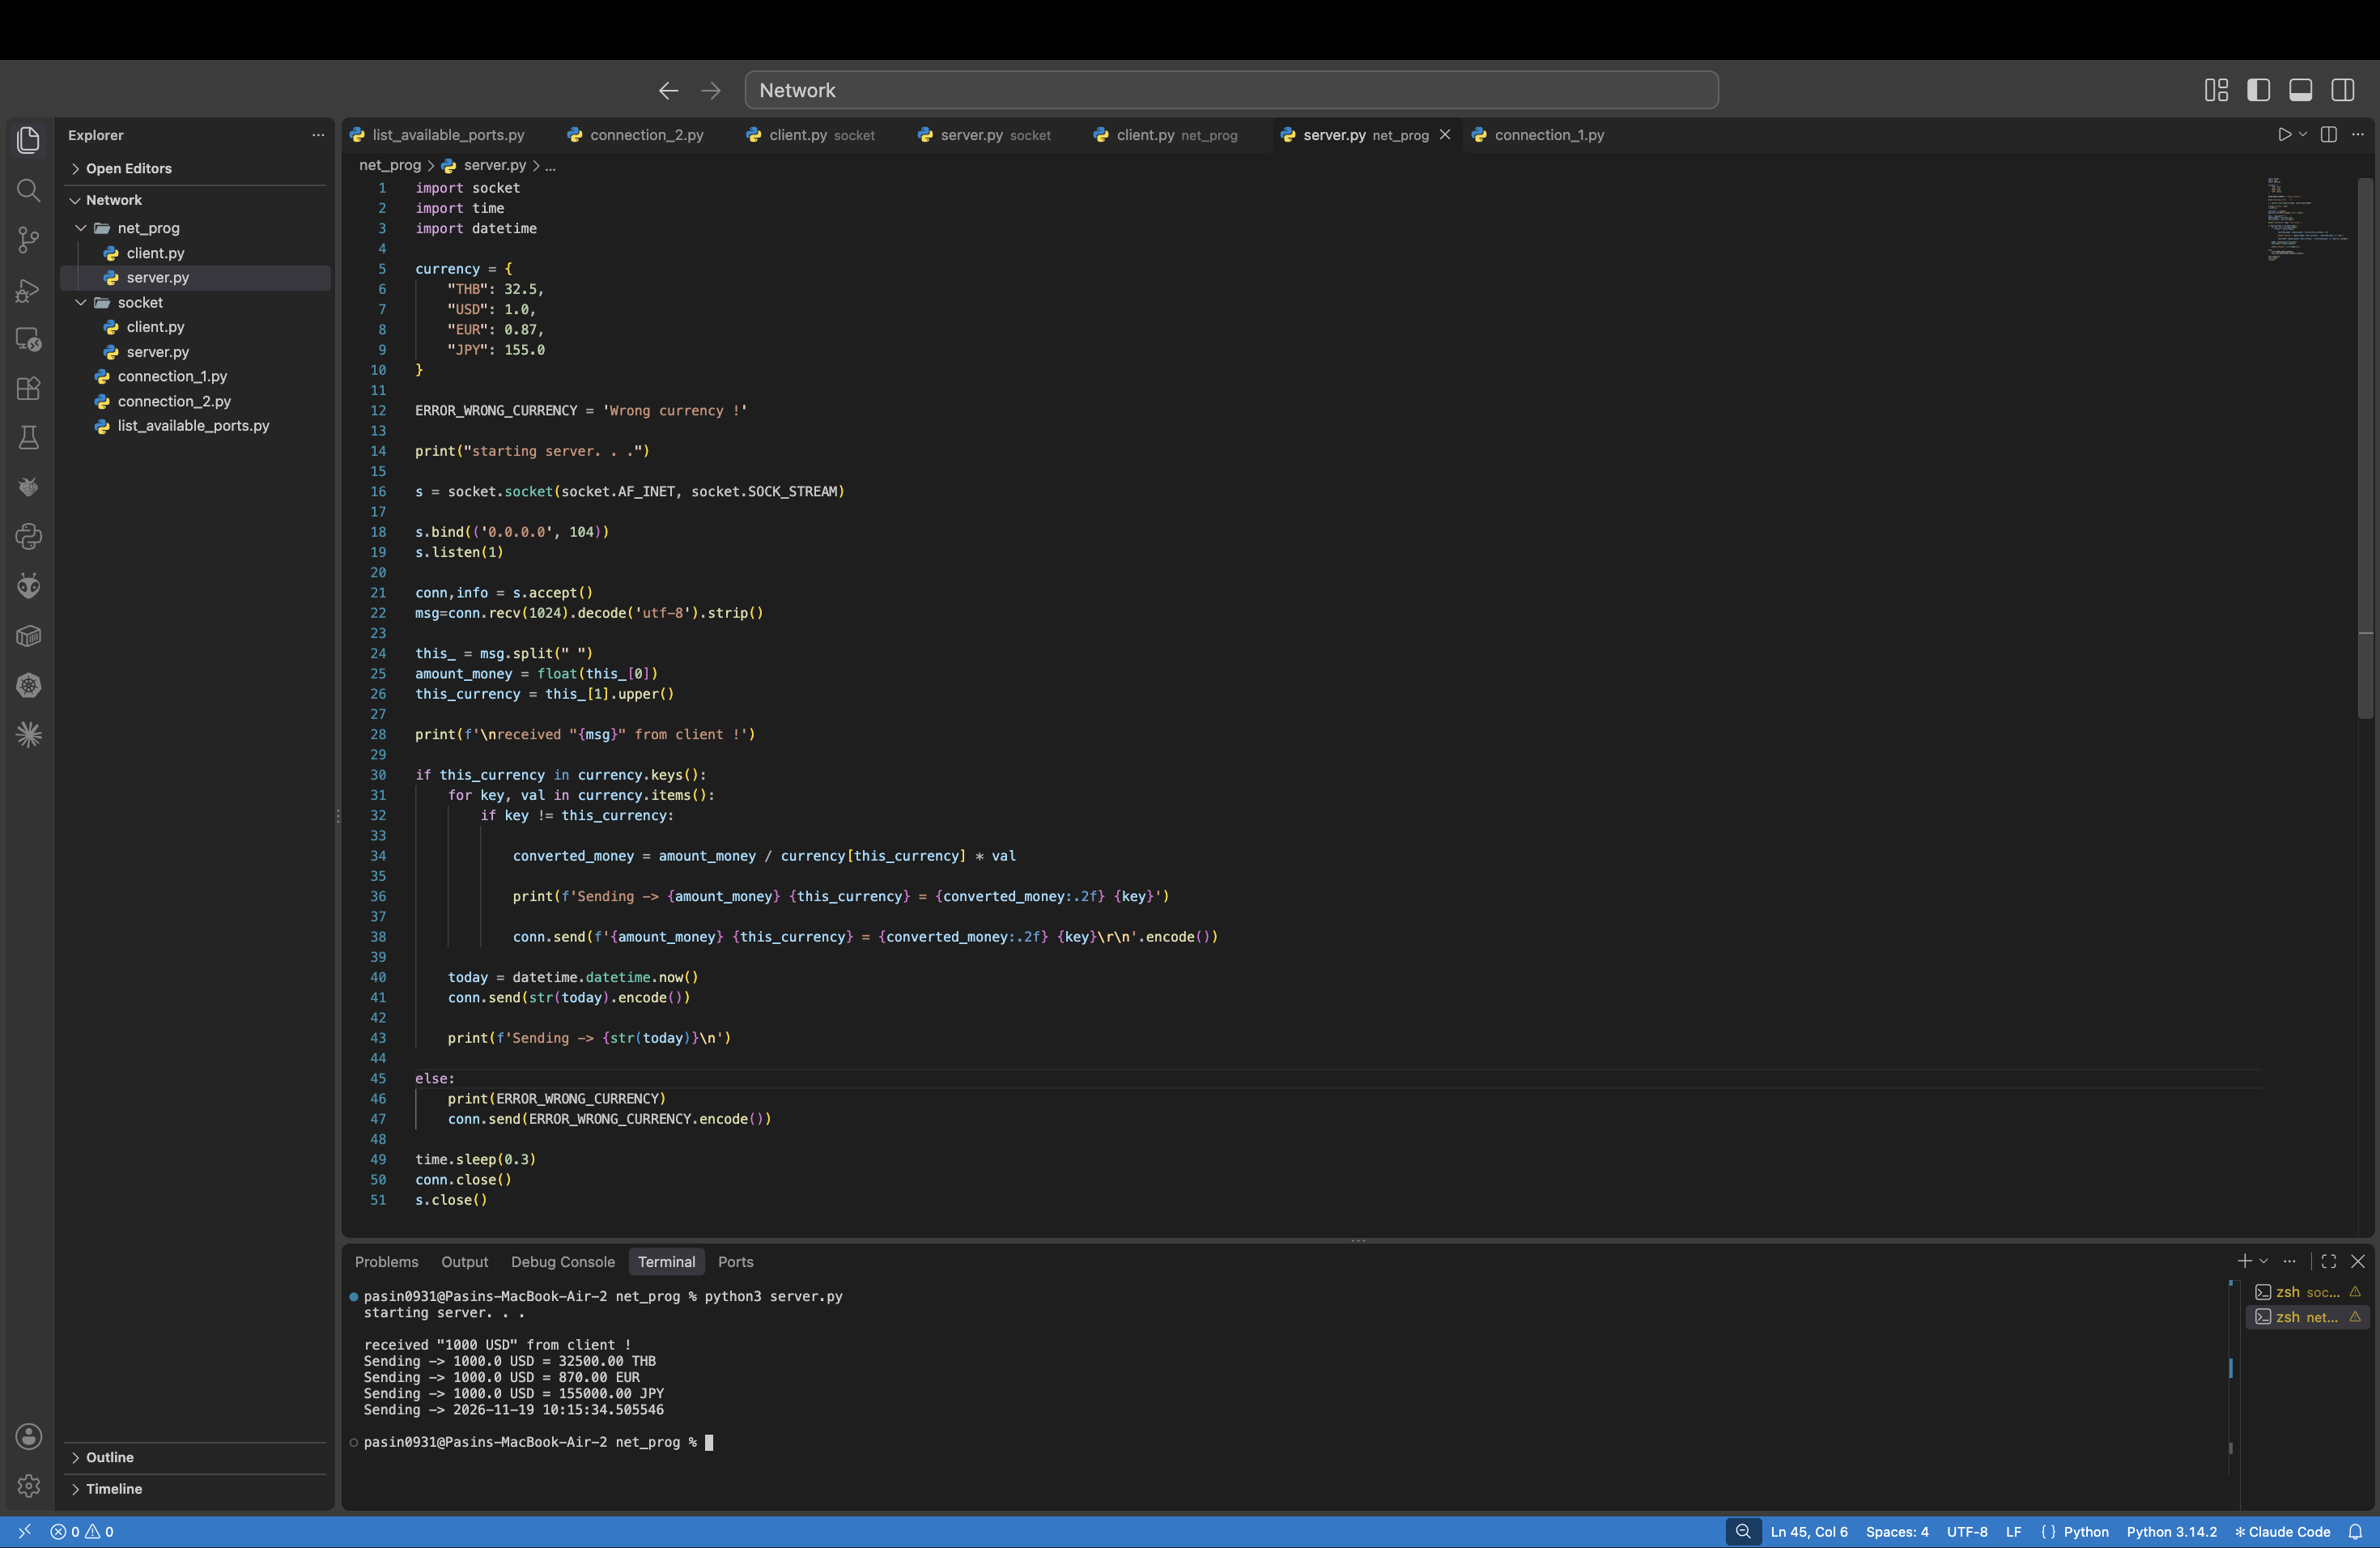 Network
Explorer
Open Editors
Network
net_prog
client.py
server.py
socket
client.py
server.py
connection_1.py
connection_2.py
list_available_ports.py
Outline
Timeline
list_available_ports.py
connection_2.py
client.py socket
server.py socket
client.py net_prog
server.py net_prog
connection_1.py
net_prog > server.py > ...
1 import socket
2 import time
3 import datetime
4
5 currency = {
6 "THB": 32.5,
7 "USD": 1.0,
8 "EUR": 0.87,
9 "JPY": 155.0
10 }
11
12 ERROR_WRONG_CURRENCY = 'Wrong currency !'
13
14 print("starting server. . .")
15
16 s = socket.socket(socket.AF_INET, socket.SOCK_STREAM)
17
18 s.bind(('0.0.0.0', 104))
19 s.listen(1)
20
21 conn,info = s.accept()
22 msg=conn.recv(1024).decode('utf-8').strip()
23
24 this_ = msg.split(" ")
25 amount_money = float(this_[0])
26 this_currency = this_[1].upper()
27
28 print(f'\nreceived "{msg}" from client !')
29
30 if this_currency in currency.keys():
31 for key, val in currency.items():
32 if key != this_currency:
33
34 converted_money = amount_money / currency[this_currency] * val
35
36 print(f'Sending -> {amount_money} {this_currency} = {converted_money:.2f} {key}')
37
38 conn.send(f'{amount_money} {this_currency} = {converted_money:.2f} {key}\r\n'.encode())
39
40 today = datetime.datetime.now()
41 conn.send(str(today).encode())
42
43 print(f'Sending -> {str(today)}\n')
44
45 else:
46 print(ERROR_WRONG_CURRENCY)
47 conn.send(ERROR_WRONG_CURRENCY.encode())
48
49 time.sleep(0.3)
50 conn.close()
51 s.close()
Problems Output Debug Console Terminal Ports
pasin0931@Pasins-MacBook-Air-2 net_prog % python3 server.py
starting server. . .
received "1000 USD" from client !
Sending -> 1000.0 USD = 32500.00 THB
Sending -> 1000.0 USD = 870.00 EUR
Sending -> 1000.0 USD = 155000.00 JPY
Sending -> 2026-11-19 10:15:34.505546
pasin0931@Pasins-MacBook-Air-2 net_prog %
zsh soc...
zsh net...
0 0
Ln 45, Col 6 Spaces: 4 UTF-8 LF { } Python Python 3.14.2 Claude Code